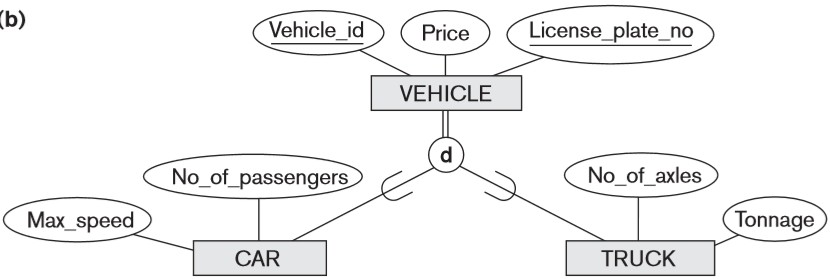 (b)
Vehicle_id
Price
License_plate_no
VEHICLE
d
No_of_passengers
No_of_axles
Max_speed
Tonnage
CAR
TRUCK